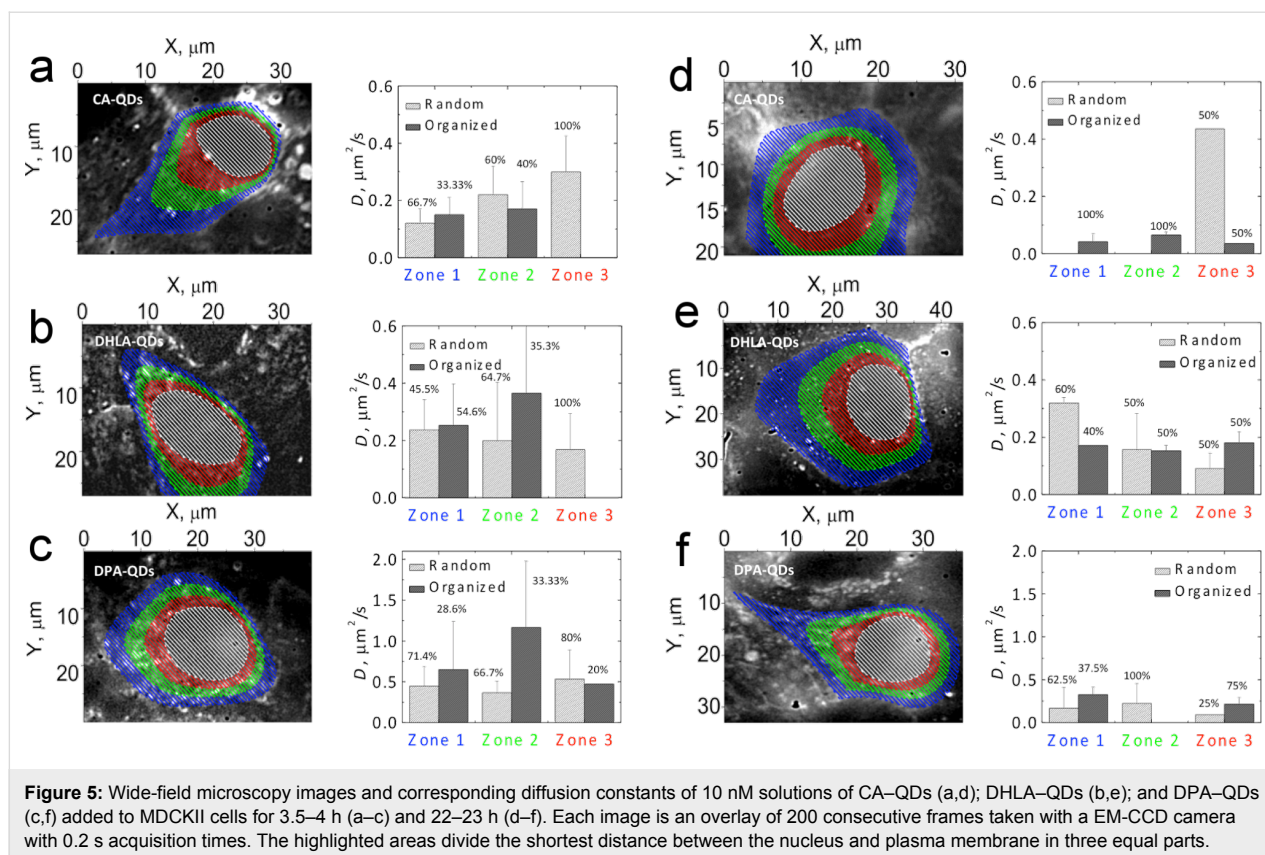 a
X, μm
0 10 20 30
Y, μm
10
20
CA-QDs
D, μm²/s
0.6
0.4
0.2
0.0
Random
Organized
66.7%
33.33%
60%
40%
100%
Zone 1 Zone 2 Zone 3
b
X, μm
0 10 20 30
Y, μm
10
20
DHLA-QDs
D, μm²/s
0.6
0.4
0.2
0.0
Random
Organized
45.5%
54.6%
64.7%
35.3%
100%
Zone 1 Zone 2 Zone 3
c
X, μm
0 10 20 30
Y, μm
10
20
DPA-QDs
D, μm²/s
2.0
1.5
1.0
0.5
0.0
Random
Organized
71.4%
28.6%
66.7%
33.33%
80%
20%
Zone 1 Zone 2 Zone 3
d
X, μm
0 5 10 15 20 25
Y, μm
5
10
15
20
CA-QDs
D, μm²/s
0.6
0.4
0.2
0.0
Random
Organized
100%
100%
50%
50%
Zone 1 Zone 2 Zone 3
e
X, μm
0 10 20 30 40
Y, μm
10
20
30
DHLA-QDs
D, μm²/s
0.6
0.4
0.2
0.0
Random
Organized
60%
40%
50%
50%
50%
50%
Zone 1 Zone 2 Zone 3
f
X, μm
0 10 20 30
Y, μm
10
20
30
DPA-QDs
D, μm²/s
2.0
1.5
1.0
0.5
0.0
Random
Organized
62.5%
37.5%
100%
25%
75%
Zone 1 Zone 2 Zone 3
Figure 5: Wide-field microscopy images and corresponding diffusion constants of 10 nM solutions of CA–QDs (a,d); DHLA–QDs (b,e); and DPA–QDs
(c,f) added to MDCKII cells for 3.5–4 h (a–c) and 22–23 h (d–f). Each image is an overlay of 200 consecutive frames taken with a EM-CCD camera
with 0.2 s acquisition times. The highlighted areas divide the shortest distance between the nucleus and plasma membrane in three equal parts.